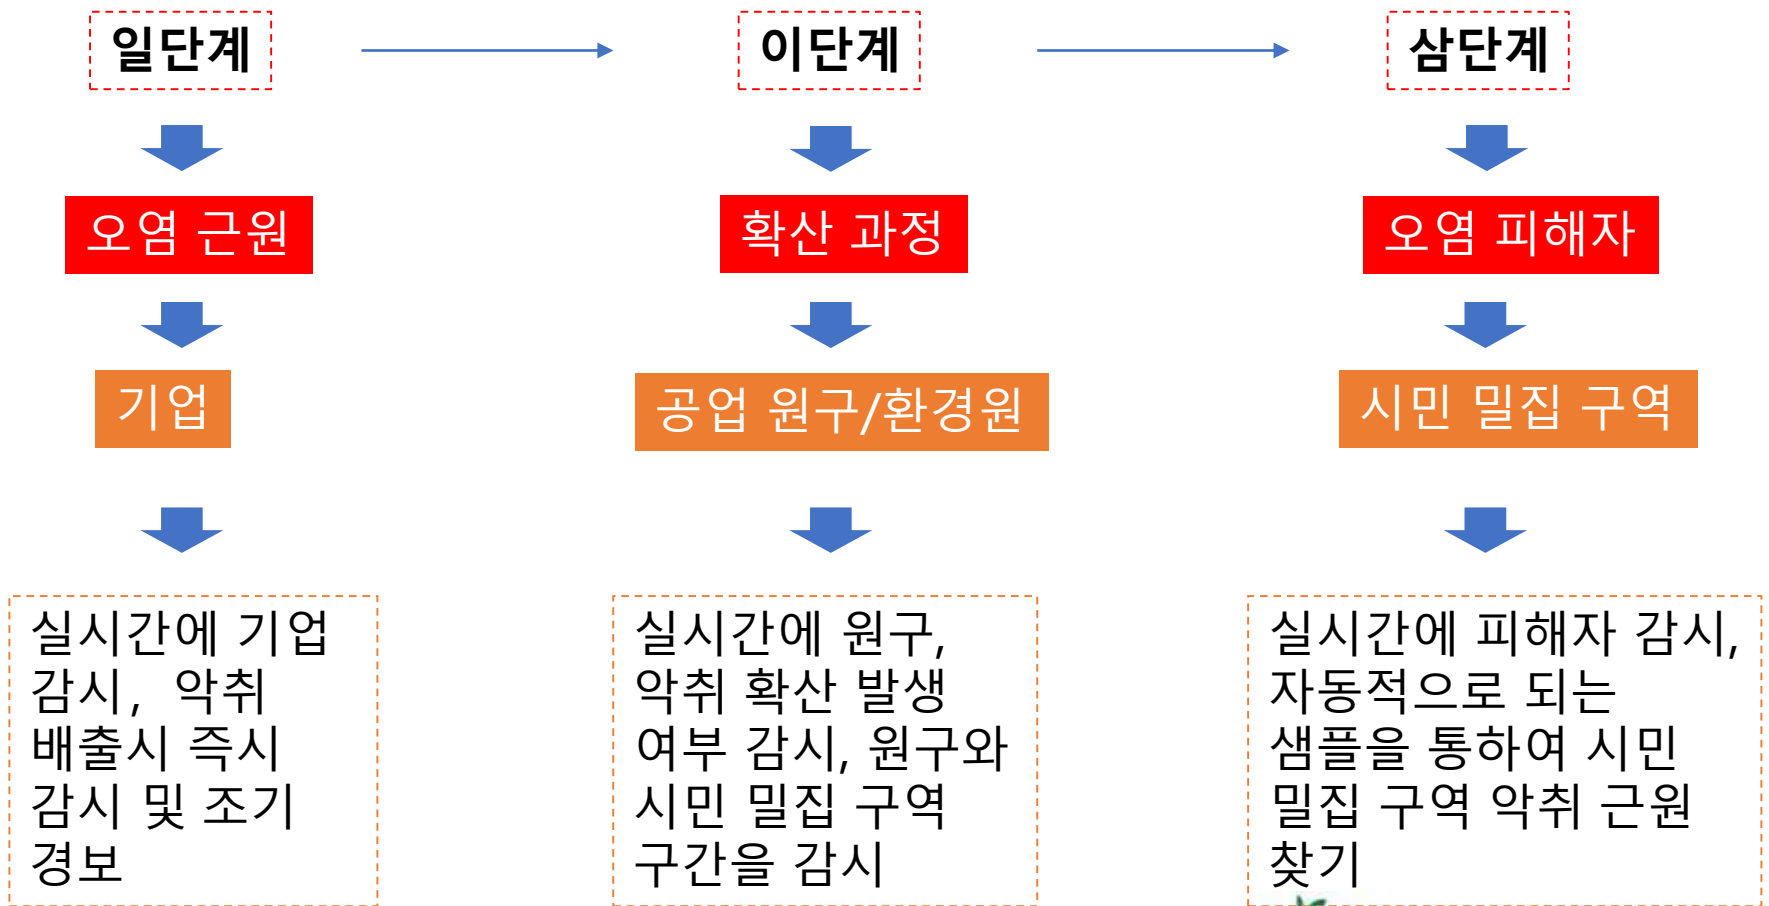 일단계
이단계
삼단계
오염 근원
확산 과정
오염 피해자
기업
공업 원구/환경원
시민 밀집 구역
실시간에 기업
감시, 악취
배출시 즉시
감시 및 조기
경보
실시간에 원구,
악취 확산 발생
여부 감시, 원구와
시민 밀집 구역
구간을 감시
실시간에 피해자 감시,
자동적으로 되는
샘플을 통하여 시민
밀집 구역 악취 근원
찾기